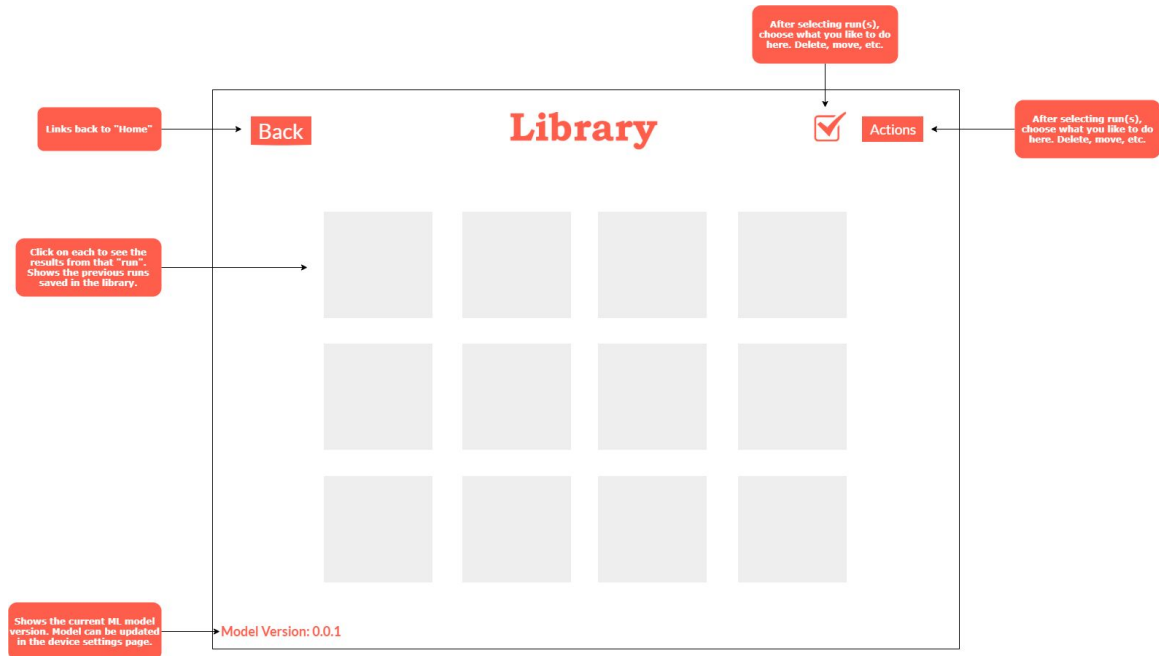 After selecting run(s),
choose what you like to do
here. Delete, move, etc.
Links back to "Home"
Back
Library
Actions
After selecting run(s),
choose what you like to do
here. Delete, move, etc.
Click on each to see the
results from that "run".
Shows the previous runs
saved in the library.
Shows the current ML model
version. Model can be updated
in the device settings page.
Model Version: 0.0.1